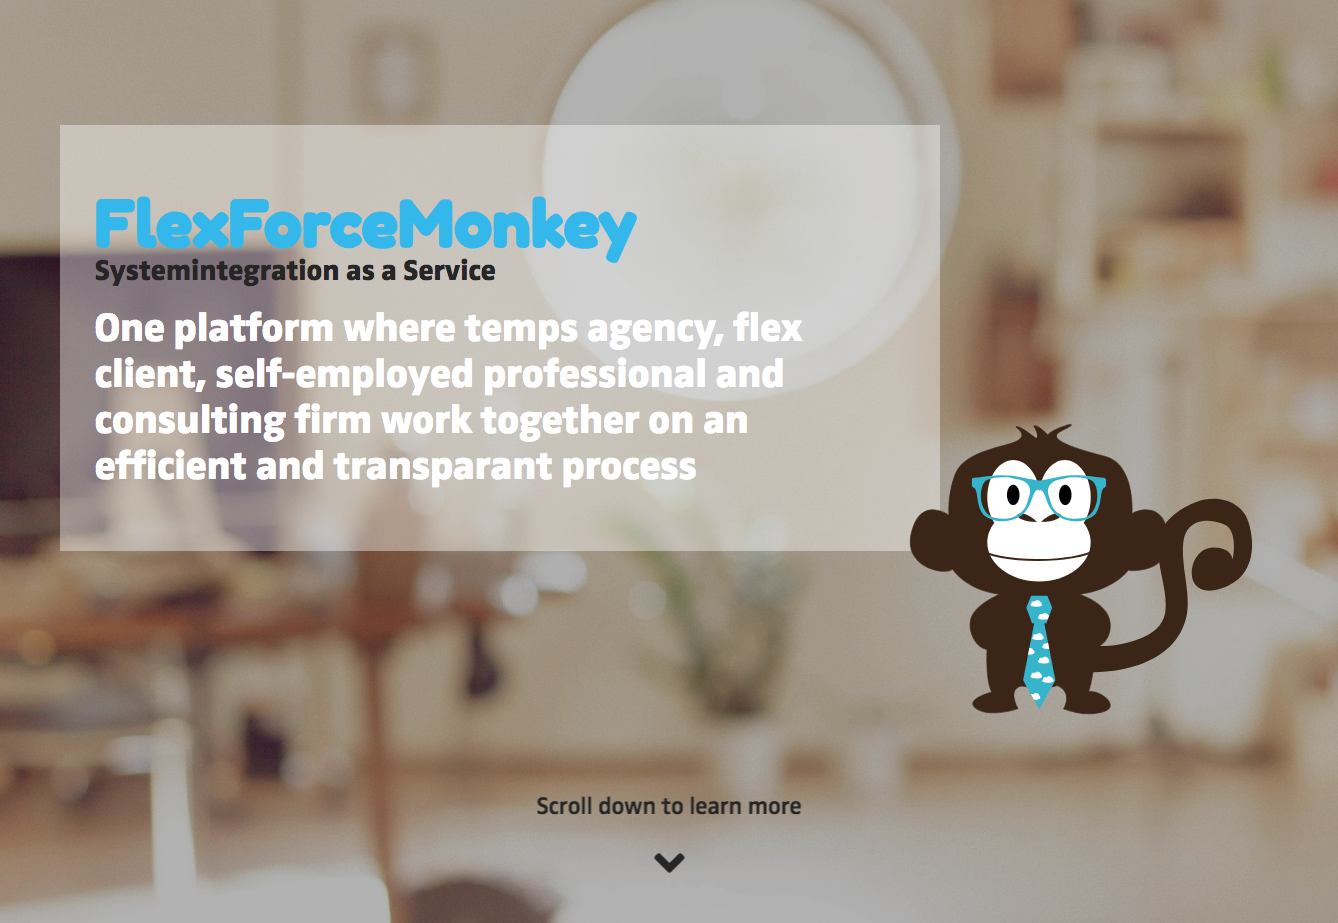 FlexForceMonkey
Systemintegration as a Service
One platform where temps agency, flex
client, self-employed professional and
consulting firm work together on an
efficient and transparant process
Scroll down to learn more